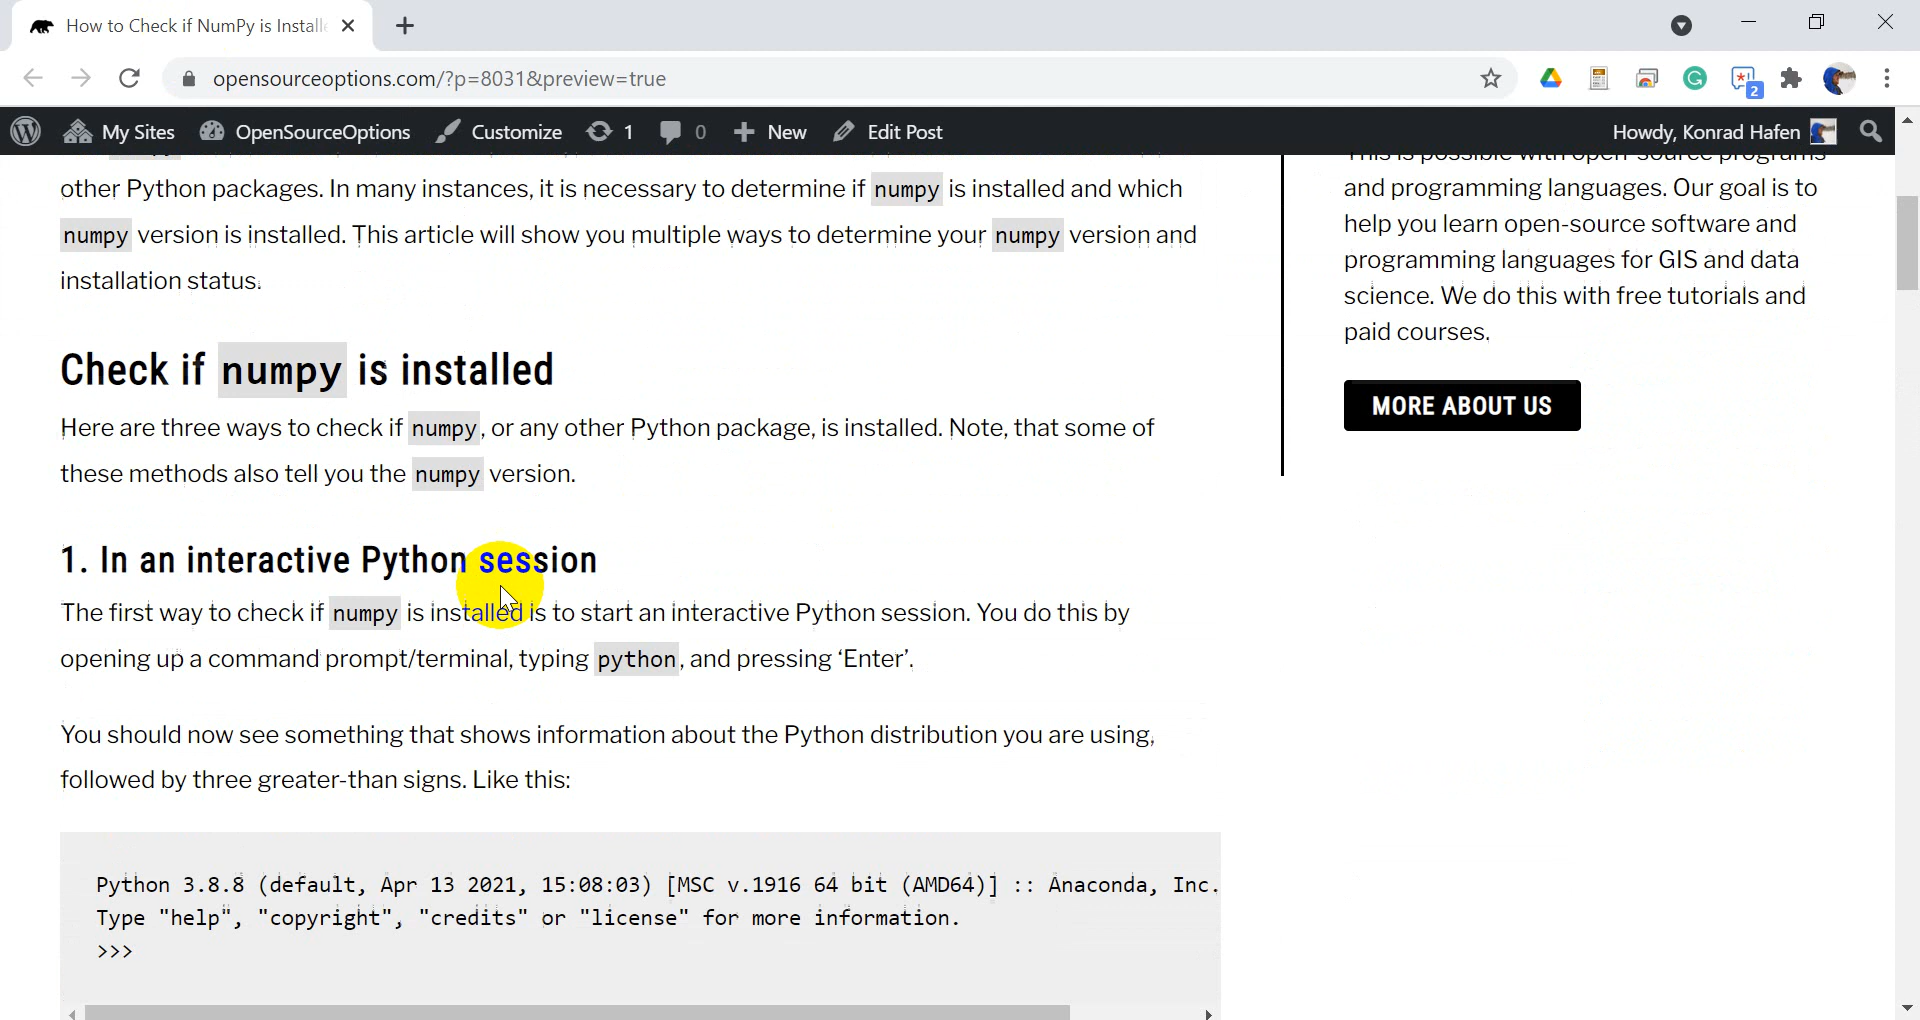 How to Check if NumPy is Installe
opensourceoptions.com/?p=8031&preview=true
2
My Sites OpenSourceOptions Customize 1 0 New Edit Post Howdy, Konrad Hafen
other Python packages. In many instances, it is necessary to determine if numpy is installed and which
numpy version is installed. This article will show you multiple ways to determine your numpy version and
installation status.
Check if numpy is installed
Here are three ways to check if numpy, or any other Python package, is installed. Note, that some of
these methods also tell you the numpy version.
1. In an interactive Python session
The first way to check if numpy is installed is to start an interactive Python session. You do this by
opening up a command prompt/terminal, typing python, and pressing ‘Enter’.
You should now see something that shows information about the Python distribution you are using,
followed by three greater-than signs. Like this:
Python 3.8.8 (default, Apr 13 2021, 15:08:03) [MSC v.1916 64 bit (AMD64)] :: Anaconda, Inc.
Type "help", "copyright", "credits" or "license" for more information.
>>>
This is possible with open-source programs
and programming languages. Our goal is to
help you learn open-source software and
programming languages for GIS and data
science. We do this with free tutorials and
paid courses.
MORE ABOUT US